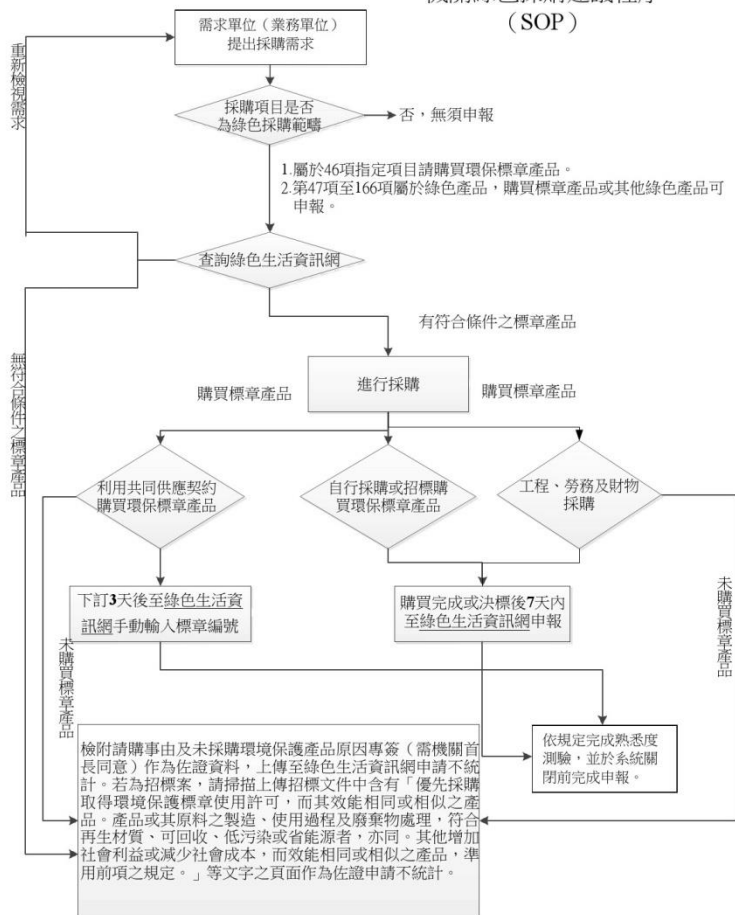 機關綠色採購建議程序
（SOP）
需求單位（業務單位）
提出採購需求
重新檢視需求
採購項目是否
為綠色採購範疇
否，無須申報
1.屬於46項指定項目請購買環保標章產品。
2.第47項至166項屬於綠色產品，購買標章產品或其他綠色產品可
申報。
查詢綠色生活資訊網
有符合條件之標章產品
無符合條件之標章產品
進行採購
購買標章產品
購買標章產品
利用共同供應契約
購買環保標章產品
自行採購或招標購
買環保標章產品
工程、勞務及財物
採購
下訂3天後至綠色生活資
訊網手動輸入標章編號
購買完成或決標後7天內
至綠色生活資訊網申報
未購買標章產品
未購買標章產品
依規定完成熟悉度
測驗，並於系統關
閉前完成申報。
檢附請購事由及未採購環境保護產品原因專簽（需機關首
長同意）作為佐證資料，上傳至綠色生活資訊網申請不統
計。若為招標案，請掃描上傳招標文件中含有「優先採購
取得環境保護標章使用許可，而其效能相同或相似之產
品。產品或其原料之製造、使用過程及廢棄物處理，符合
再生材質、可回收、低污染或省能源者，亦同。其他增加
社會利益或減少社會成本，而效能相同或相似之產品，準
用前項之規定。」等文字之頁面作為佐證申請不統計。